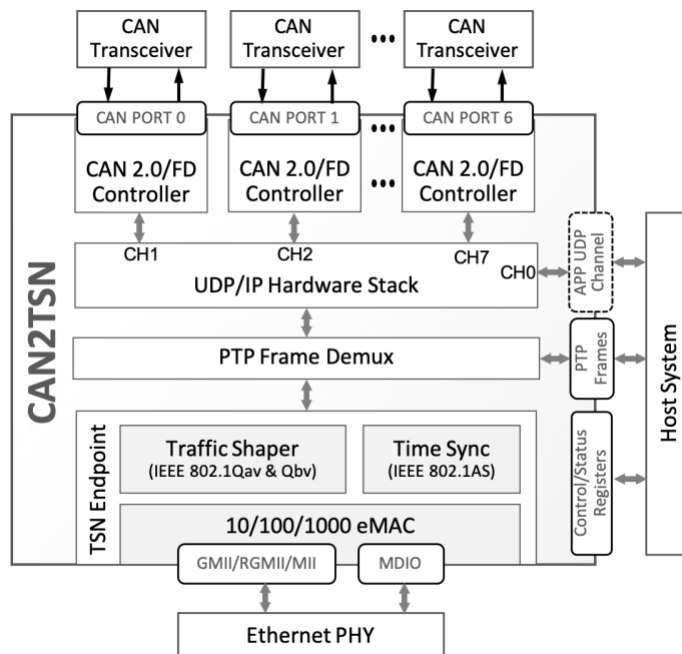 CAN
Transceiver
CAN
Transceiver
CAN
Transceiver
CAN PORT 0
CAN PORT 1
CAN PORT 6
CAN 2.0/FD
Controller
CAN 2.0/FD
Controller
CAN 2.0/FD
Controller
CH1
CH2
CH7
CH0
UDP/IP Hardware Stack
APP UDP
Channel
CAN2TSN
PTP Frame Demux
PTP
Frames
Host System
TSN Endpoint
Traffic Shaper
(IEEE 802.1Qav & Qbv)
Time Sync
(IEEE 802.1AS)
Control/Status
Registers
10/100/1000 eMAC
GMII/RGMII/MII
MDIO
Ethernet PHY